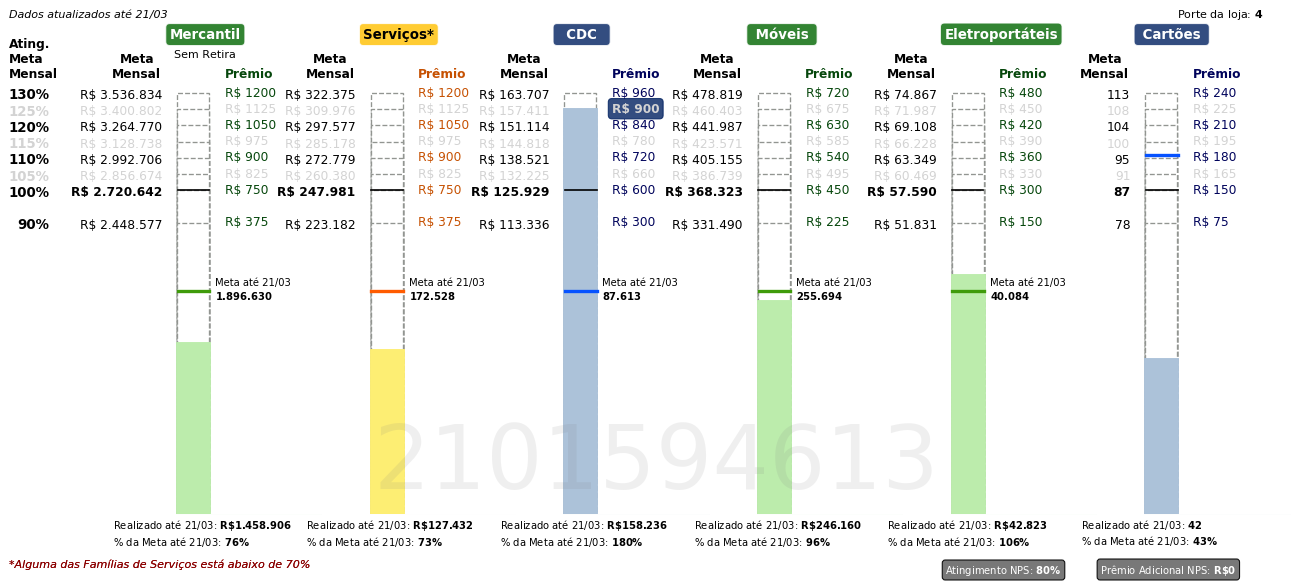 Dados atualizados até 21/03
Porte da loja: 4
Mercantil
Serviços*
CDC
Móveis
Eletroportáteis
Cartões
Sem Retira
Ating. Meta Mensal
Meta Mensal Prêmio Meta Mensal Prêmio Meta Mensal Prêmio Meta Mensal Prêmio Meta Mensal Prêmio Meta Mensal Prêmio
130% R$ 3.536.834 R$ 1200 R$ 322.375 R$ 1200 R$ 163.707 R$ 960 R$ 478.819 R$ 720 R$ 74.867 R$ 480 113 R$ 240
125% R$ 3.400.802 R$ 1125 R$ 309.976 R$ 1125 R$ 157.411 R$ 900 R$ 460.403 R$ 675 R$ 71.987 R$ 450 108 R$ 225
120% R$ 3.264.770 R$ 1050 R$ 297.577 R$ 1050 R$ 151.114 R$ 840 R$ 441.987 R$ 630 R$ 69.108 R$ 420 104 R$ 210
115% R$ 3.128.738 R$ 975 R$ 285.178 R$ 975 R$ 144.818 R$ 780 R$ 423.571 R$ 585 R$ 66.228 R$ 390 100 R$ 195
110% R$ 2.992.706 R$ 900 R$ 272.779 R$ 900 R$ 138.521 R$ 720 R$ 405.155 R$ 540 R$ 63.349 R$ 360 95 R$ 180
105% R$ 2.856.674 R$ 825 R$ 260.380 R$ 825 R$ 132.225 R$ 660 R$ 386.739 R$ 495 R$ 60.469 R$ 330 91 R$ 165
100% R$ 2.720.642 R$ 750 R$ 247.981 R$ 750 R$ 125.929 R$ 600 R$ 368.323 R$ 450 R$ 57.590 R$ 300 87 R$ 150
90% R$ 2.448.577 R$ 375 R$ 223.182 R$ 375 R$ 113.336 R$ 300 R$ 331.490 R$ 225 R$ 51.831 R$ 150 78 R$ 75
Meta até 21/03 Meta até 21/03 Meta até 21/03 Meta até 21/03 Meta até 21/03
1.896.630 172.528 87.613 255.694 40.084
2101594613
Realizado até 21/03: R$1.458.906 Realizado até 21/03: R$127.432 Realizado até 21/03: R$158.236 Realizado até 21/03: R$246.160 Realizado até 21/03: R$42.823 Realizado até 21/03: 42
% da Meta até 21/03: 76% % da Meta até 21/03: 73% % da Meta até 21/03: 180% % da Meta até 21/03: 96% % da Meta até 21/03: 106% % da Meta até 21/03: 43%
*Alguma das Famílias de Serviços está abaixo de 70%
Atingimento NPS: 80%
Prêmio Adicional NPS: R$0